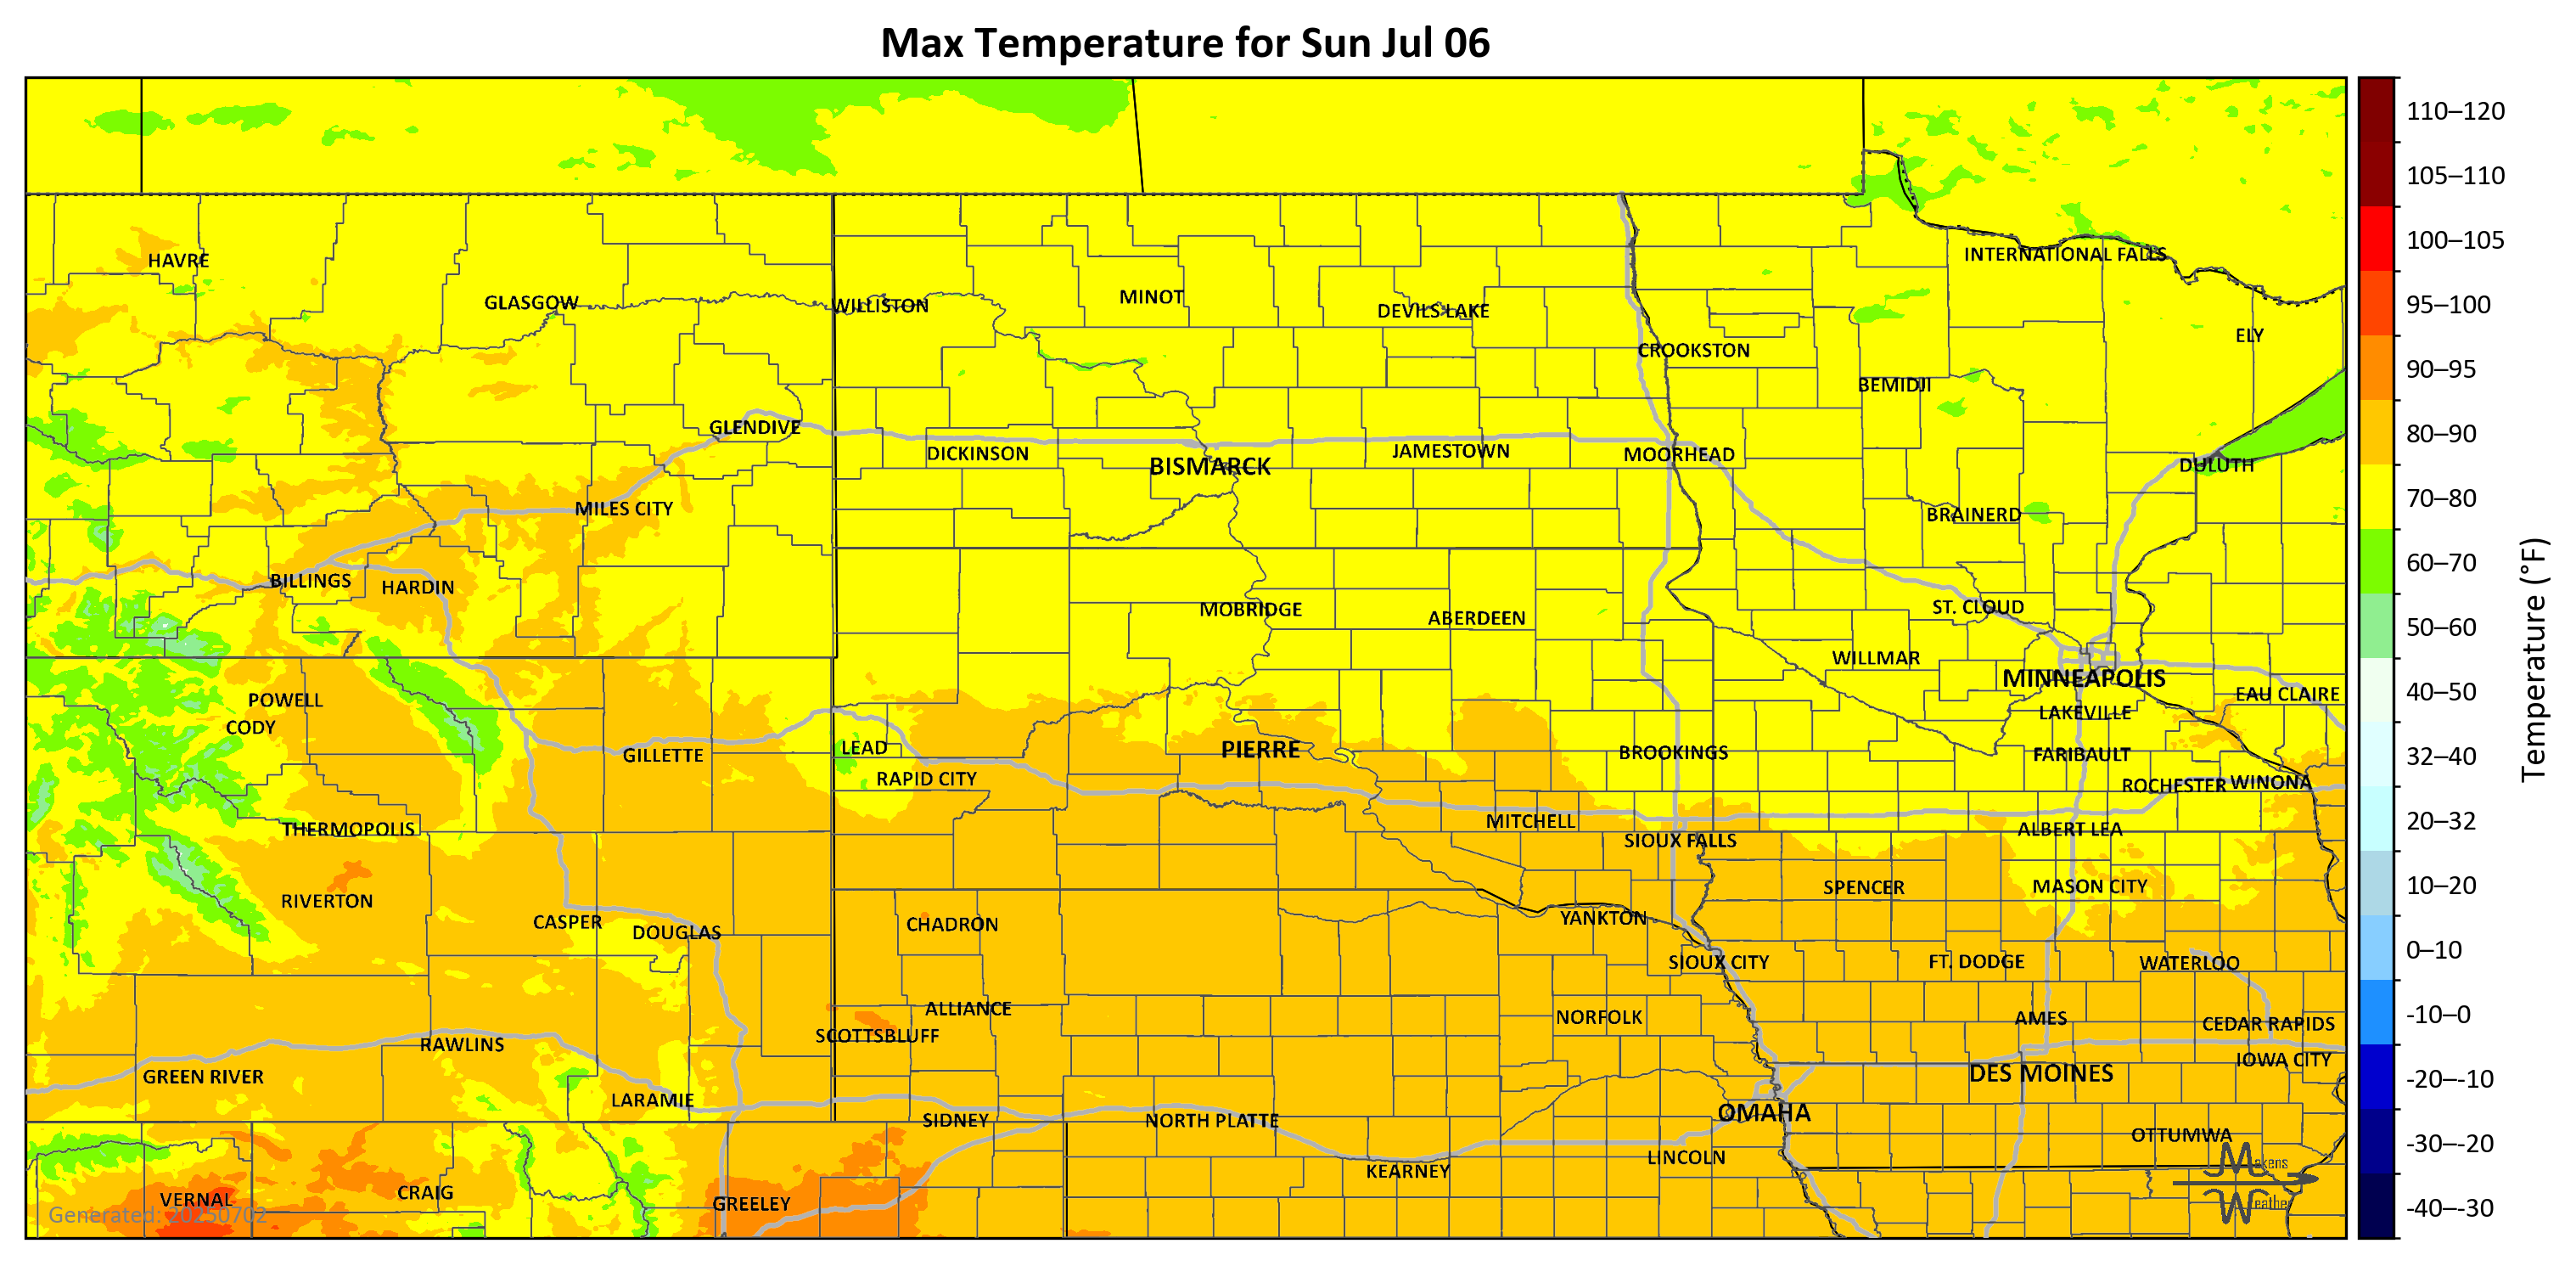 Max Temperature for Sun Jul 06
110–120
105–110
100–105
95–100
90–95
80–90
70–80
60–70
50–60
40–50
32–40
20–32
10–20
0–10
-10–0
-20–-10
-30–-20
-40–-30
Temperature (°F)
HAVRE
INTERNATIONAL FALLS
GLASGOW
WILLISTON
MINOT
DEVILS LAKE
ELY
CROOKSTON
BEMIDJI
GLENDIVE
DICKINSON
BISMARCK
JAMESTOWN
MOORHEAD
DULUTH
MILES CITY
BRAINERD
BILLINGS
HARDIN
MOBRIDGE
ABERDEEN
ST. CLOUD
WILLMAR
MINNEAPOLIS
EAU CLAIRE
POWELL
CODY
LAKEVILLE
GILLETTE
LEAD
PIERRE
BROOKINGS
FARIBAULT
RAPID CITY
ROCHESTER
WINONA
THERMOPOLIS
MITCHELL
SIOUX FALLS
ALBERT LEA
RIVERTON
SPENCER
MASON CITY
CASPER
DOUGLAS
CHADRON
YANKTON
SIOUX CITY
FT. DODGE
WATERLOO
ALLIANCE
SCOTTSBLUFF
NORFOLK
AMES
CEDAR RAPIDS
RAWLINS
IOWA CITY
GREEN RIVER
DES MOINES
LARAMIE
SIDNEY
NORTH PLATTE
OMAHA
OTTUMWA
KEARNEY
LINCOLN
VERNAL
CRAIG
GREELEY
Makens
Weather
Generated: 20250702